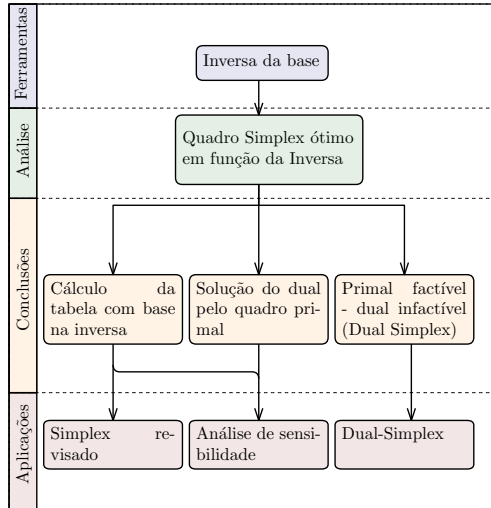 Ferramentas
Inversa da base
Análise
Quadro Simplex ótimo
em função da Inversa
Conclusões
Cálculo da
tabela com base
na inversa
Solução do dual
pelo quadro pri-
mal
Primal factível
- dual infactível
(Dual Simplex)
Aplicações
Simplex re-
visado
Análise de sensi-
bilidade
Dual-Simplex